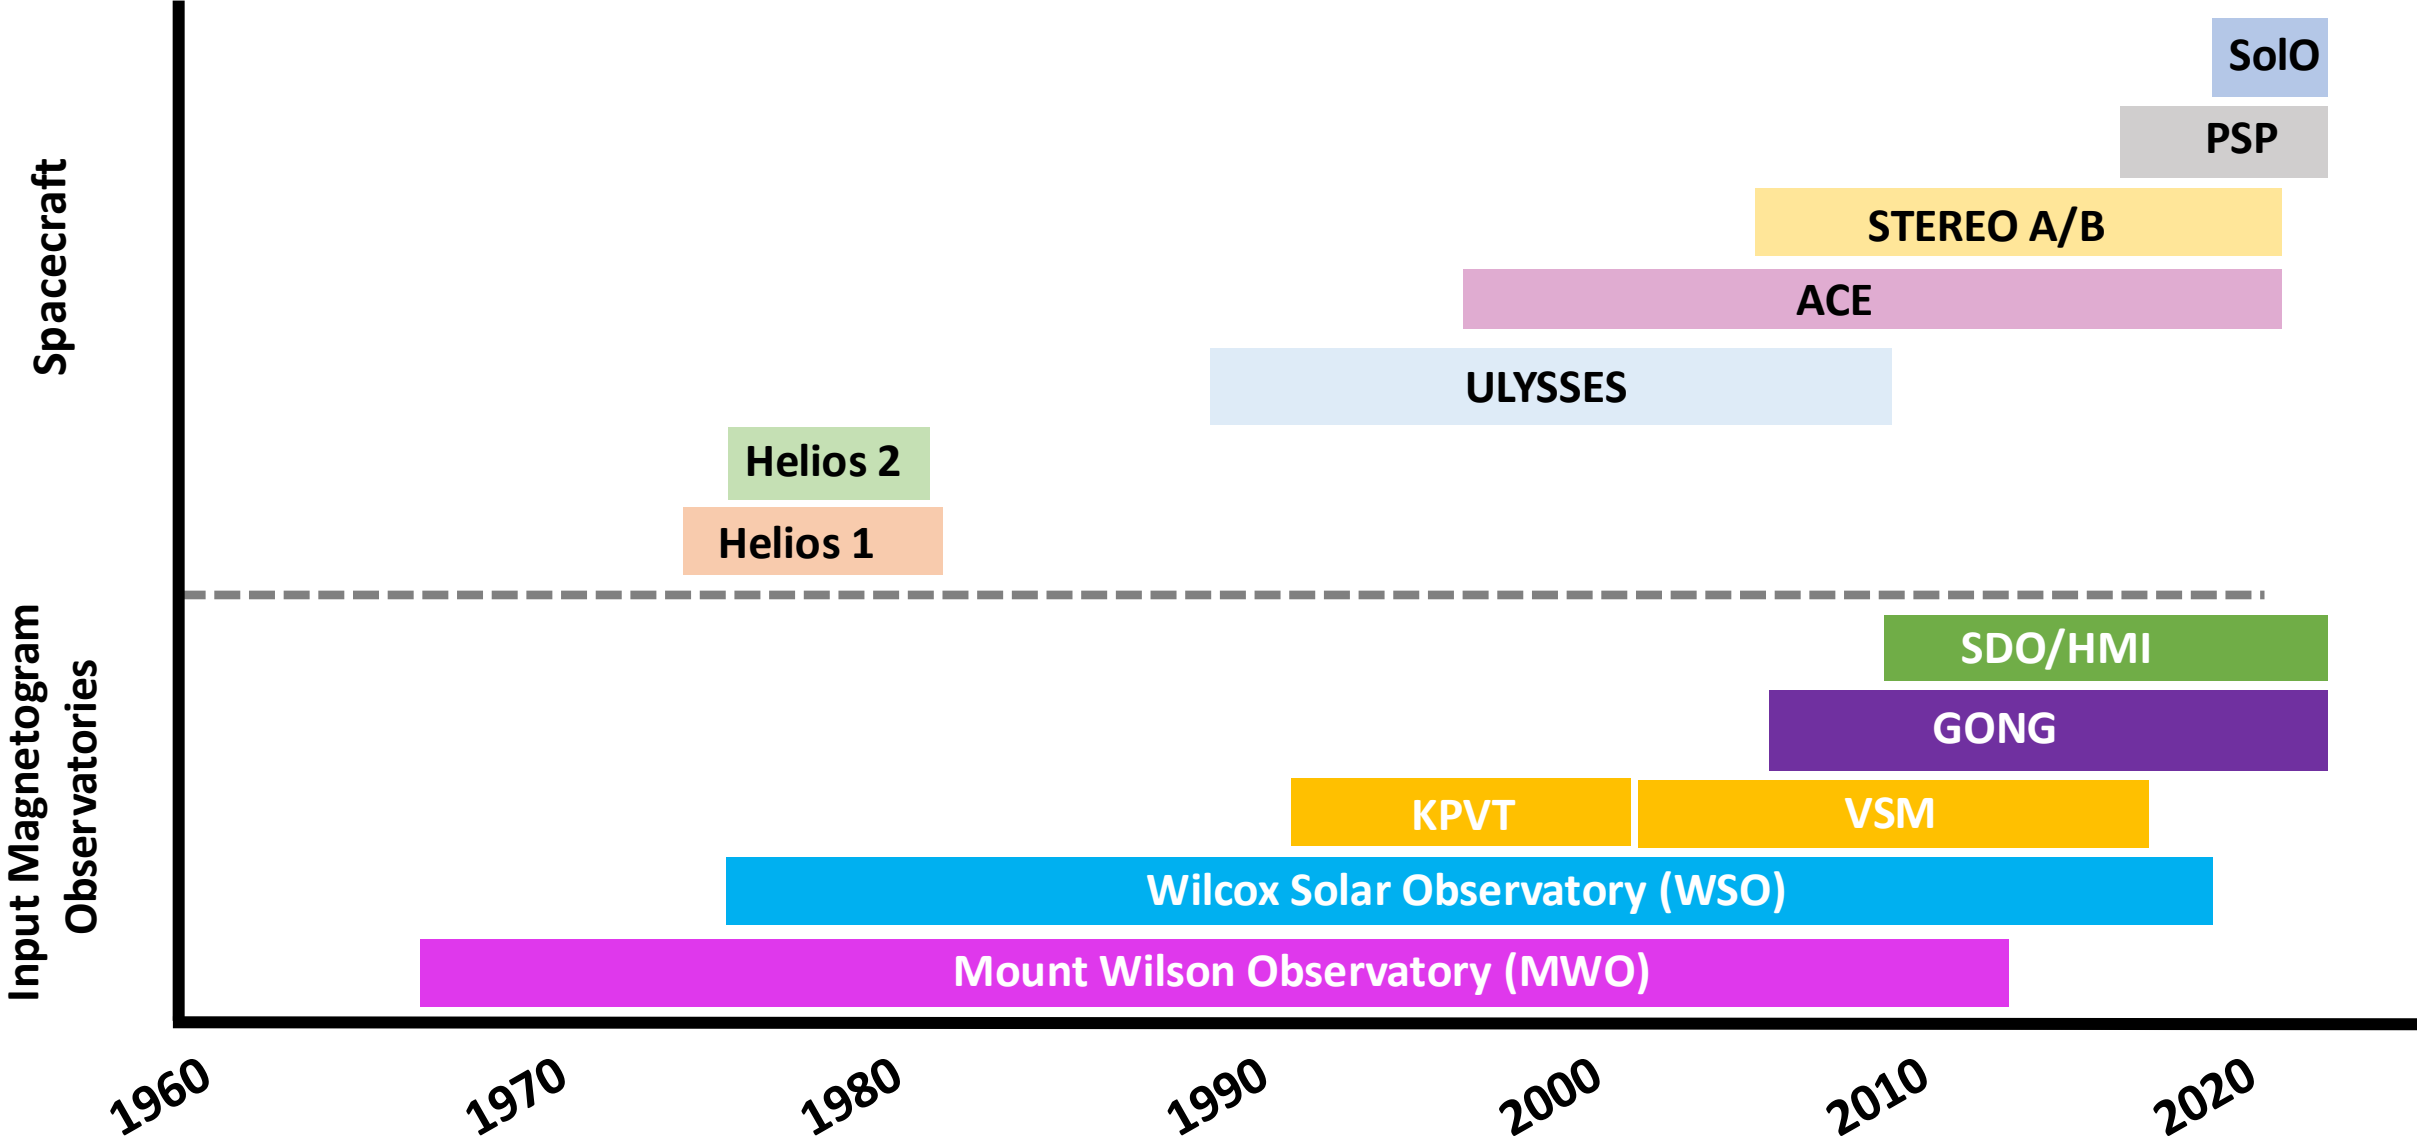 Spacecraft
SolO
PSP
STEREO A/B
ACE
ULYSSES
Helios 2
Helios 1
Input Magnetogram
Observatories
SDO/HMI
GONG
KPVT
VSM
Wilcox Solar Observatory (WSO)
Mount Wilson Observatory (MWO)
1960
1970
1980
1990
2000
2010
2020